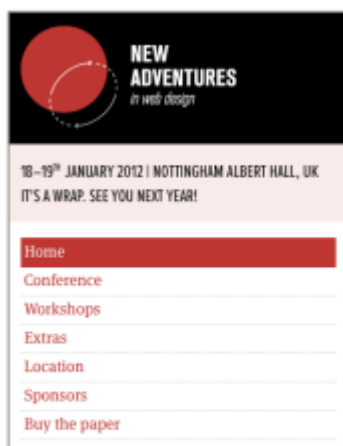 NEW
ADVENTURES
in web design
18–19TH JANUARY 2012 | NOTTINGHAM ALBERT HALL, UK
IT'S A WRAP. SEE YOU NEXT YEAR!
Home
Conference
Workshops
Extras
Location
Sponsors
Buy the paper